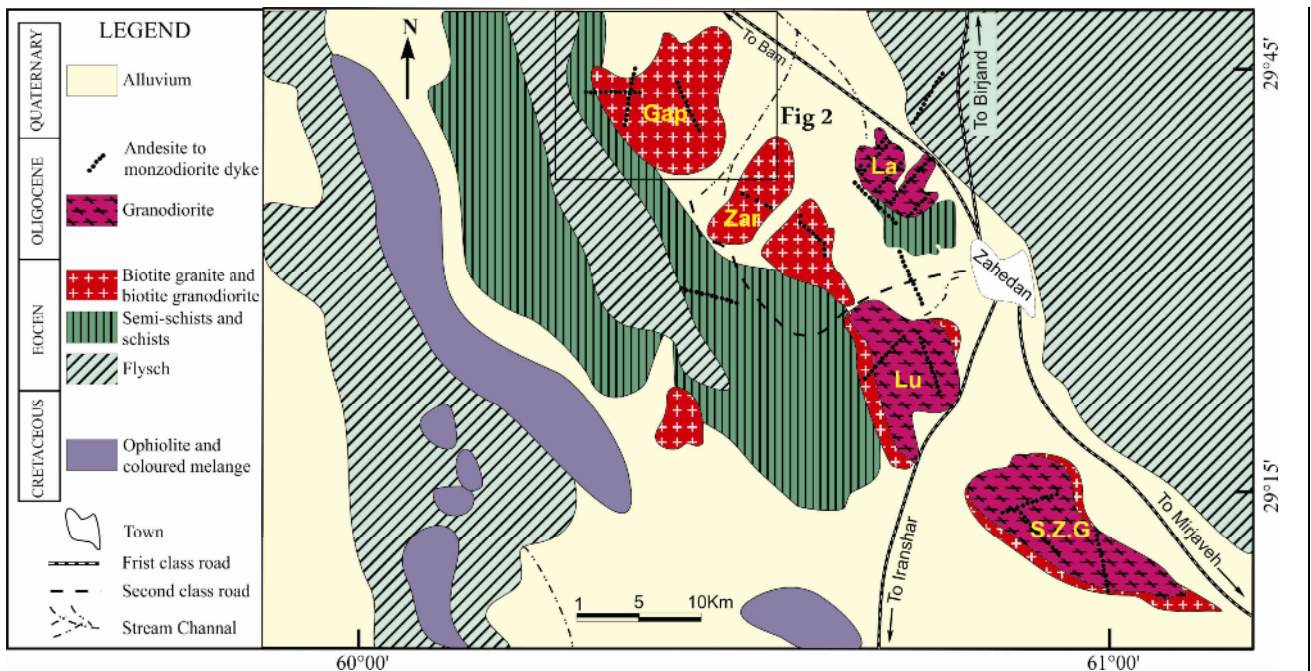 LEGEND
QUATERNARY
Alluvium
OLIGOCENE
Andesite to
monzodiorite dyke
Granodiorite
EOCEN
Biotite granite and
biotite granodiorite
Semi-schists and
schists
Flysch
CRETACEOUS
Ophiolite and
coloured melange
Town
Frist class road
Second class road
Stream Channal
N
To Bam
To Birjand
29°45'
Gap
Fig 2
La
Zar
Zahedan
Lu
29°15'
S.Z.G
To Mirjaveh
To Iranshar
1 5 10Km
60°00'
61°00'